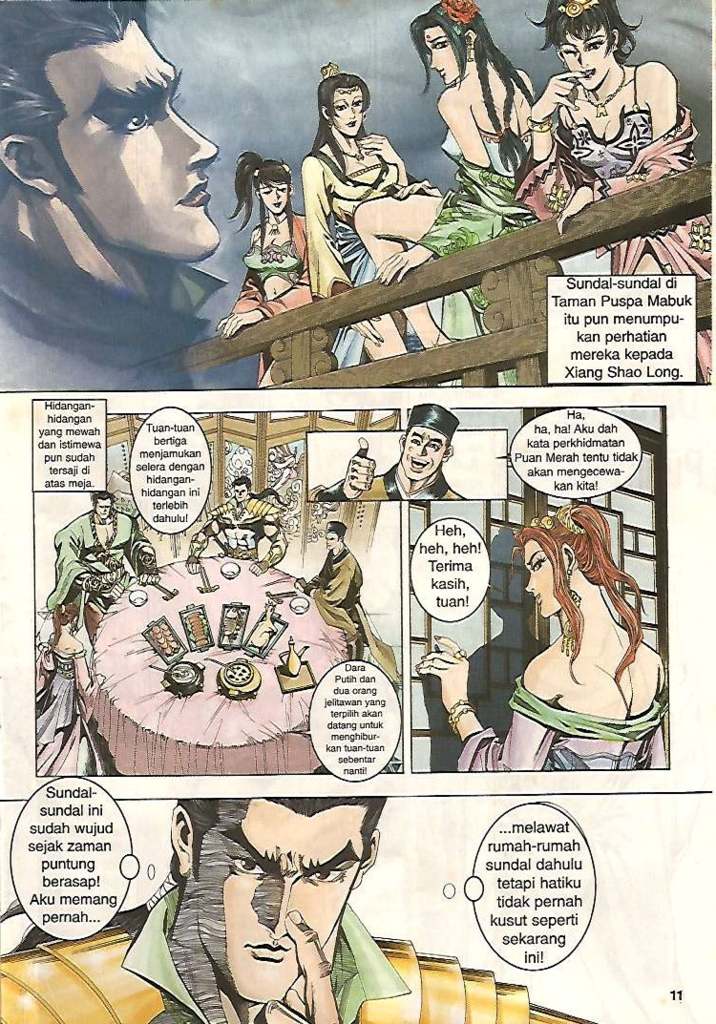 Sundal-sundal di
Taman Puspa Mabuk
itu pun menumpu-
kan perhatian
mereka kepada
Xiang Shao Long.
Hidangan-
hidangan
yang mewah
dan istimewa
pun sudah
tersaji di
atas meja.
Tuan-tuan
bertiga
menjamukan
selera dengan
hidangan-
hidangan ini
terlebih
dahulu!
Dara
Putih dan
dua orang
jelitawan yang
terpilih akan
datang untuk
menghibur-
kan tuan-tuan
sebentar
nanti!
Ha,
ha, ha! Aku dah
kata perkhidmatan
Puan Merah tentu tidak
akan mengecewa-
kan kita!
Heh,
heh, heh!
Terima
kasih,
tuan!
Sundal-
sundal ini
sudah wujud
sejak zaman
puntung
berasap!
Aku memang
pernah...
...melawat
rumah-rumah
sundal dahulu
tetapi hatiku
tidak pernah
kusut seperti
sekarang
ini!
11